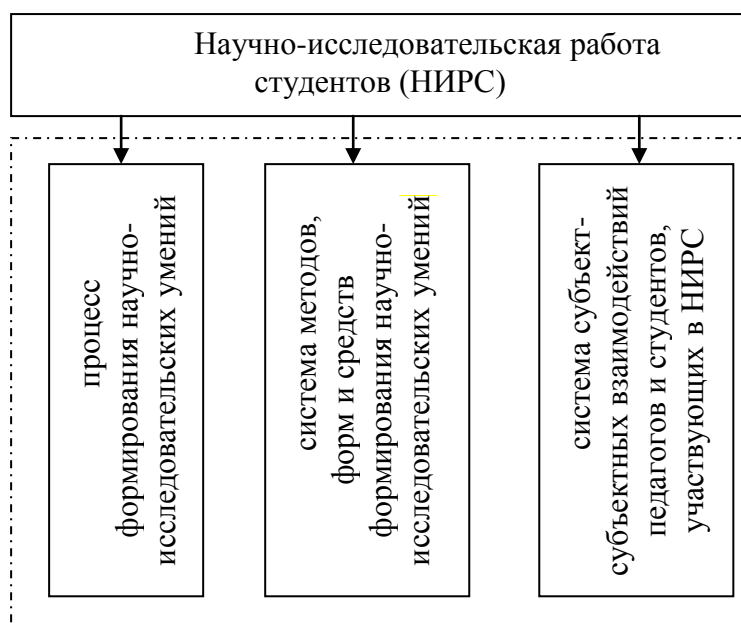 Научно-исследовательская работа
студентов (НИРС)
процесс
формирования научно-
исследовательских умений
система методов,
форм и средств
формирования научно-
исследовательских умений
система субъект-
субъектных взаимодействий
педагогов и студентов,
участвующих в НИРС